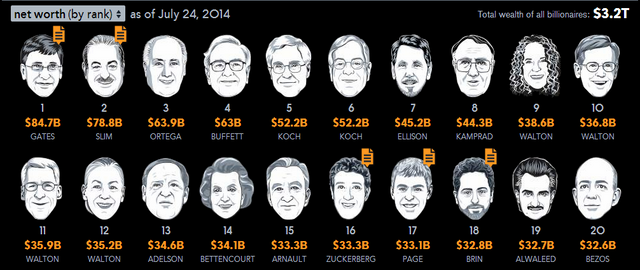 net worth (by rank) as of July 24, 2014
Total wealth of all billionaires: $3.2T
1 2 3 4 5 6 7 8 9 10
$84.7B $78.8B $63.9B $63B $52.2B $52.2B $45.2B $44.3B $38.6B $36.8B
GATES SLIM ORTEGA BUFFETT KOCH KOCH ELLISON KAMPRAD WALTON WALTON
11 12 13 14 15 16 17 18 19 20
$35.9B $35.2B $34.6B $34.1B $33.3B $33.3B $33.1B $32.8B $32.7B $32.6B
WALTON WALTON ADELSON BETTENCOURT ARNAULT ZUCKERBERG PAGE BRIN ALWALEED BEZOS